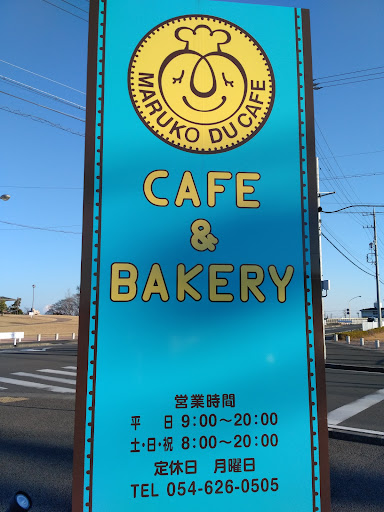 MARUKO DU CAFE
CAFE
&
BAKERY
営業時間
平　日 9:00～20:00
土・日・祝 8:00～20:00
定休日　月曜日
TEL 054-626-0505